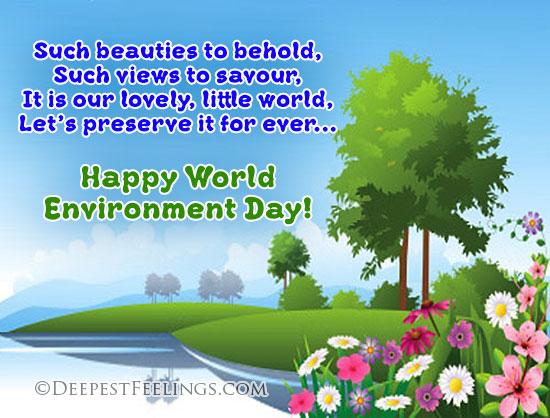 Such beauties to behold,
Such views to savour,
It is our lovely, little world,
Let's preserve it for ever...
Happy World
Environment Day!
©DEEPESTFEELINGS.COM